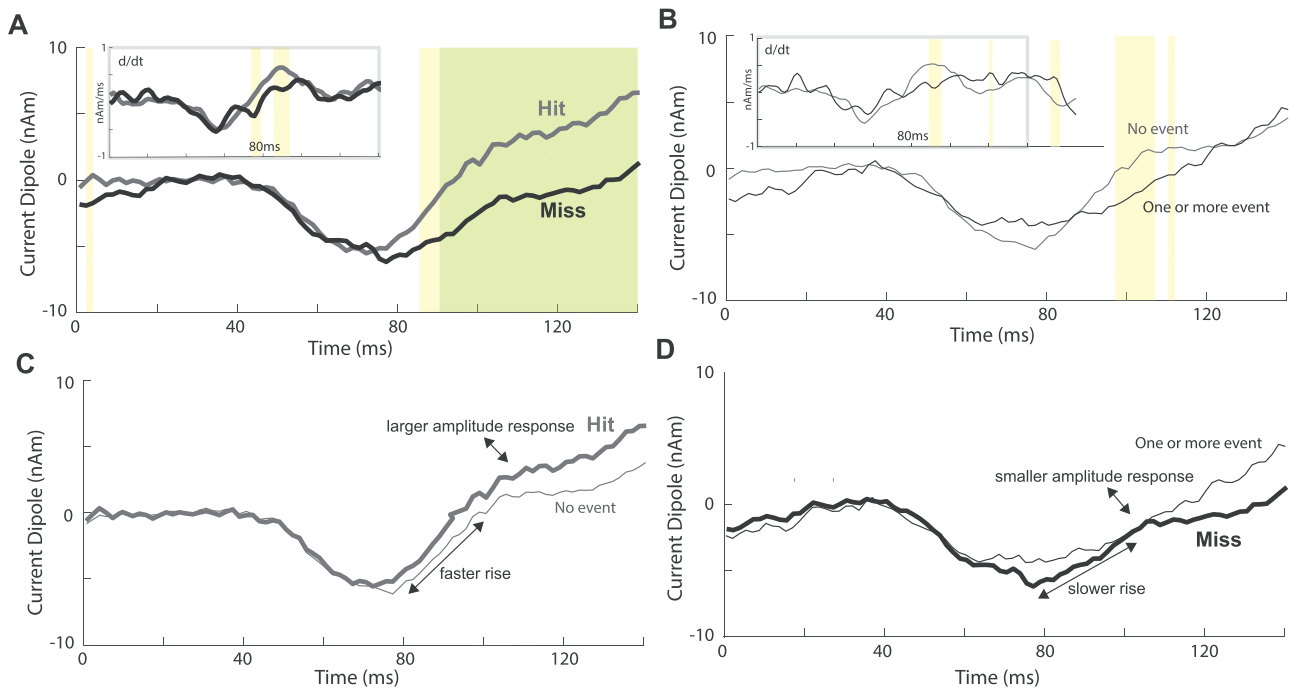 A
10
0
-10
Current Dipole (nAm)
1
d/dt
nAm/ms
-1
80ms
Hit
Miss
0
40
80
120
Time (ms)
B
10
0
-10
Current Dipole (nAm)
1
d/dt
nAm/ms
-1
80ms
No event
One or more event
0
40
80
120
Time (ms)
C
10
0
-10
Current Dipole (nAm)
larger amplitude response
Hit
No event
faster rise
0
40
80
120
Time (ms)
D
10
0
-10
Current Dipole (nAm)
One or more event
smaller amplitude response
Miss
slower rise
0
40
80
120
Time (ms)